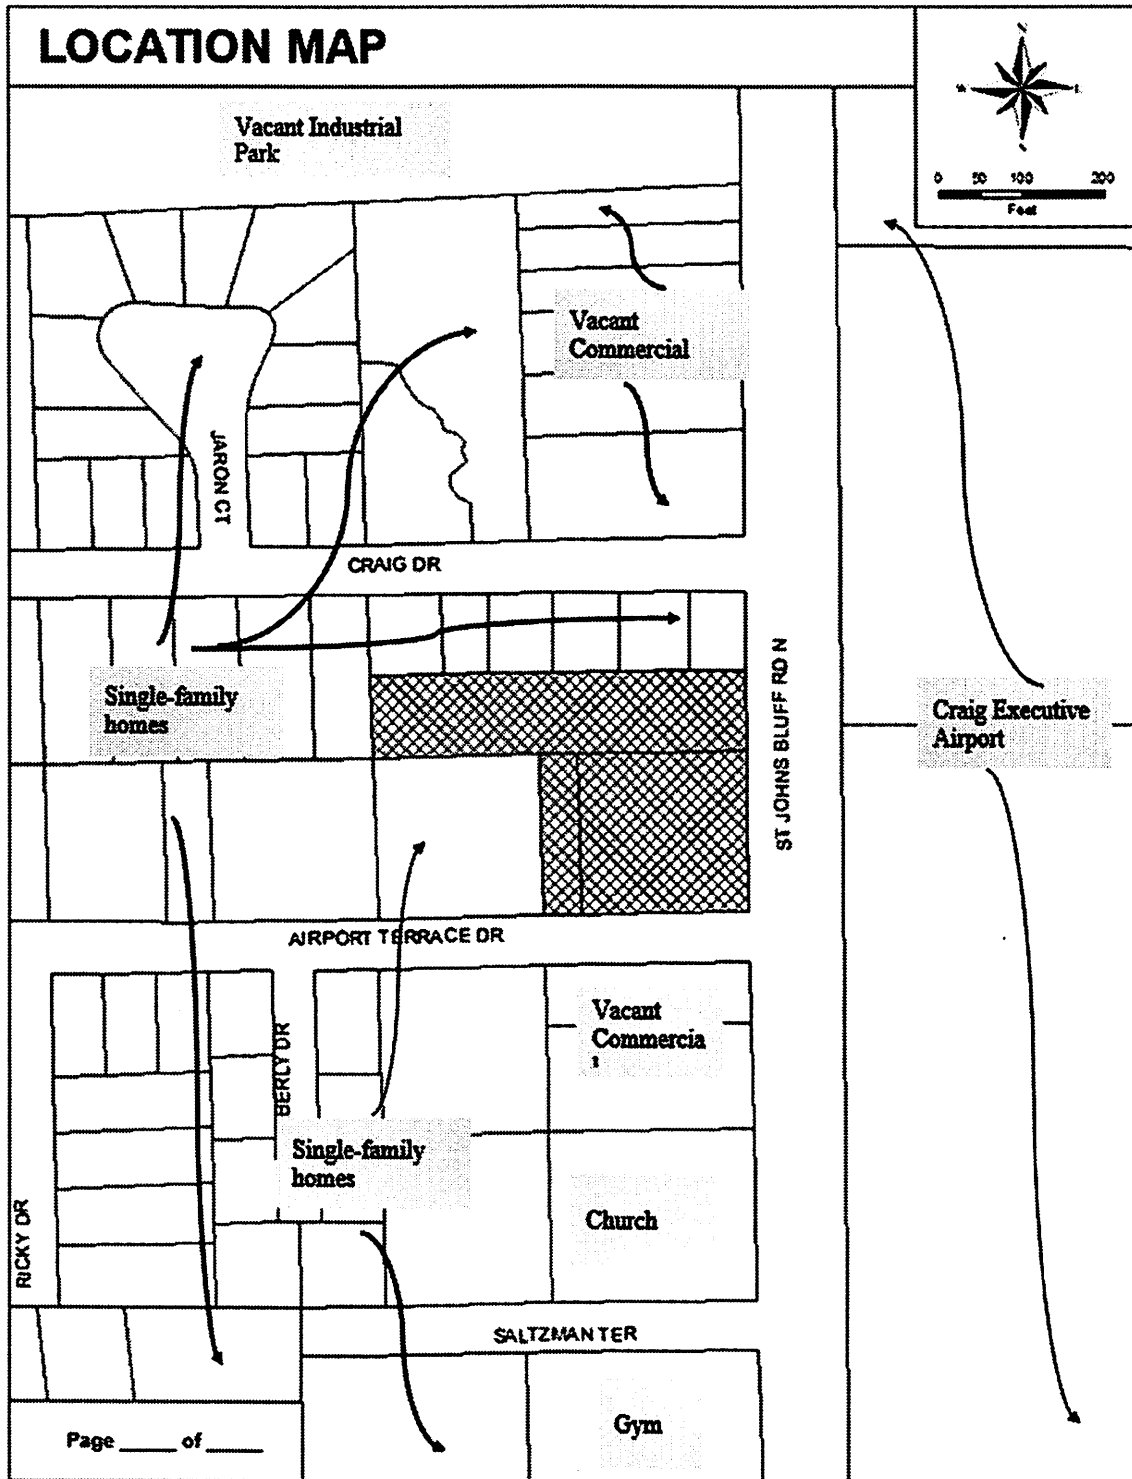 LOCATION MAP
N
W
E
S
0 50 100 200
Feet
Vacant Industrial
Park
Vacant
Commercial
JARON CT
CRAIG DR
Single-family
homes
ST JOHNS BLUFF RD N
Craig Executive
Airport
AIRPORT TERRACE DR
BERLY DR
Vacant
Commercia
l
Single-family
homes
Church
RICKY DR
SALTZMAN TER
Gym
Page _____ of _____